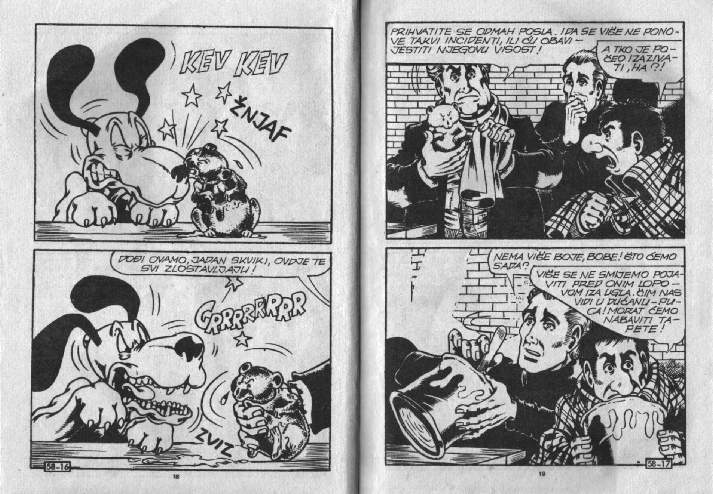 KEV KEV
ŽNJAF
DOĐI OVAMO, JADAN SKVIKI, OVDJE TE
SVI ZLOSTAVLJAJU!
GRRRRRRRR
ZVIZ
58-16
18
PRIHVATITE SE ODMAH POSLA. I DA SE VIŠE NE PONO-
VE TAKVI INCIDENTI, ILI ĆU OBAVI-
JESTITI NJEGOVU VISOST!
A TKO JE PO-
ČEO IZAZIVA-
TI, HA?!
NEMA VIŠE BOJE, BOBE! ŠTO ĆEMO
SADA?
VIŠE SE NE SMIJEMO POJA-
VITI PRED ONIM LOPO-
VOM IZA UGLA. ČIM NAS
VIDI U DUĆANU-PU-
CA! MORAT ĆEMO
NABAVITI TA-
PETE!
58-17
19